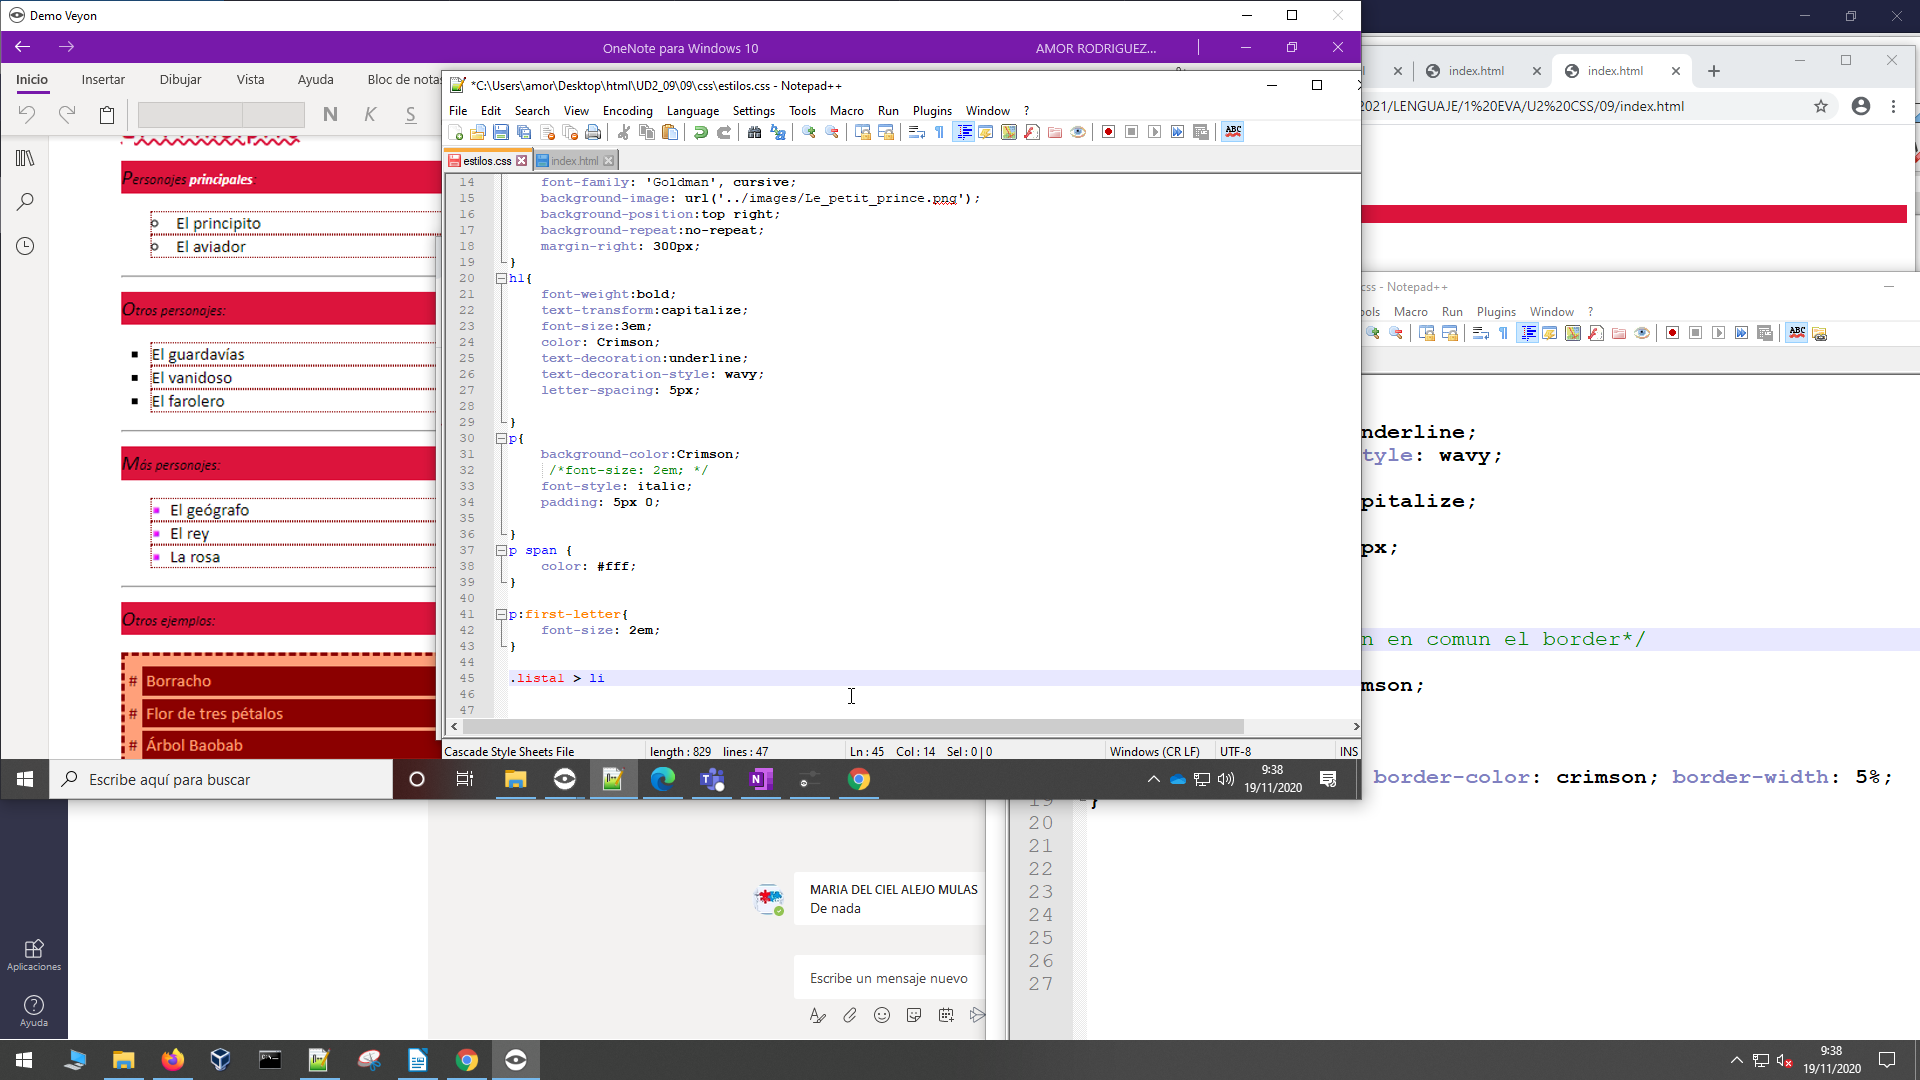 Demo Veyon
OneNote para Windows 10
AMOR RODRIGUEZ...
Inicio
Insertar
Dibujar
Vista
Ayuda
Bloc de notas
N K S
Personajes principales:
El principito
El aviador
Otros personajes:
El guardavías
El vanidoso
El farolero
Más personajes:
El geógrafo
El rey
La rosa
Otros ejemplos:
# Borracho
# Flor de tres pétalos
# Árbol Baobab
*C:\Users\amor\Desktop\html\UD2_09\09\css\estilos.css - Notepad++
File Edit Search View Encoding Language Settings Tools Macro Run Plugins Window ?
estilos.css
index.html
14 font-family: 'Goldman', cursive;
15 background-image: url('../images/Le_petit_prince.png');
16 background-position:top right;
17 background-repeat:no-repeat;
18 margin-right: 300px;
19 }
20 h1{
21 font-weight:bold;
22 text-transform:capitalize;
23 font-size:3em;
24 color: Crimson;
25 text-decoration:underline;
26 text-decoration-style: wavy;
27 letter-spacing: 5px;
28
29 }
30 p{
31 background-color:Crimson;
32 /*font-size: 2em; */
33 font-style: italic;
34 padding: 5px 0;
35
36 }
37 p span {
38 color: #fff;
39 }
40
41 p:first-letter{
42 font-size: 2em;
43 }
44
45 .lista1 > li
46
47
Cascade Style Sheets File
length : 829 lines : 47
Ln : 45 Col : 14 Sel : 0 | 0
Windows (CR LF)
UTF-8
INS
Escribe aquí para buscar
9:38
19/11/2020
index.html
index.html
2021/LENGUAJE/1%20EVA/U2%20CSS/09/index.html
css - Notepad++
ools Macro Run Plugins Window ?
nderline;
tyle: wavy;
pitalize;
px;
n en comun el border*/
mson;
border-color: crimson; border-width: 5%;
19 }
20
21
22
23
24
25
26
27
MARIA DEL CIEL ALEJO MULAS
De nada
Escribe un mensaje nuevo
Aplicaciones
Ayuda
9:38
19/11/2020